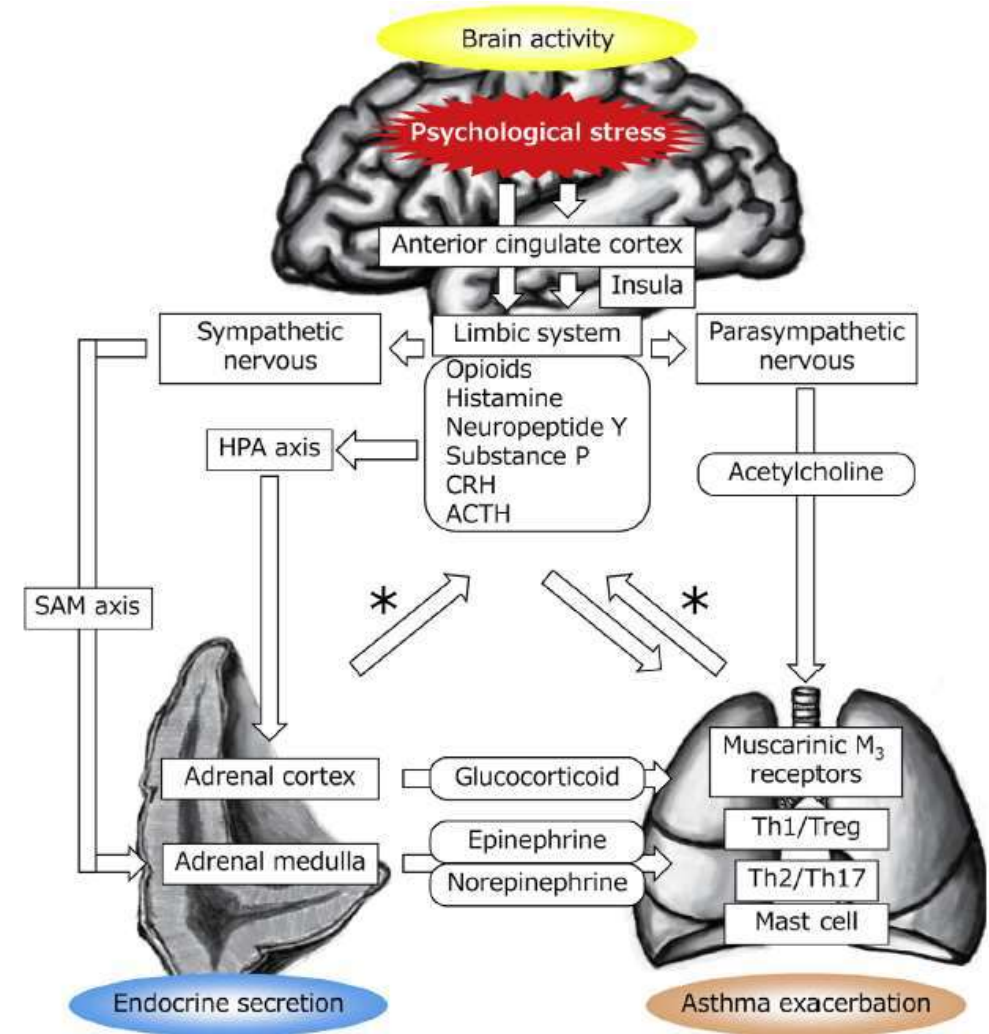 Brain activity
Psychological stress
Anterior cingulate cortex
Insula
Sympathetic
nervous
Limbic system
Parasympathetic
nervous
Opioids
Histamine
Neuropeptide Y
Substance P
CRH
ACTH
HPA axis
Acetylcholine
SAM axis
*
*
Adrenal cortex
Glucocorticoid
Muscarinic M₃
receptors
Th1/Treg
Adrenal medulla
Epinephrine
Norepinephrine
Th2/Th17
Mast cell
Endocrine secretion
Asthma exacerbation